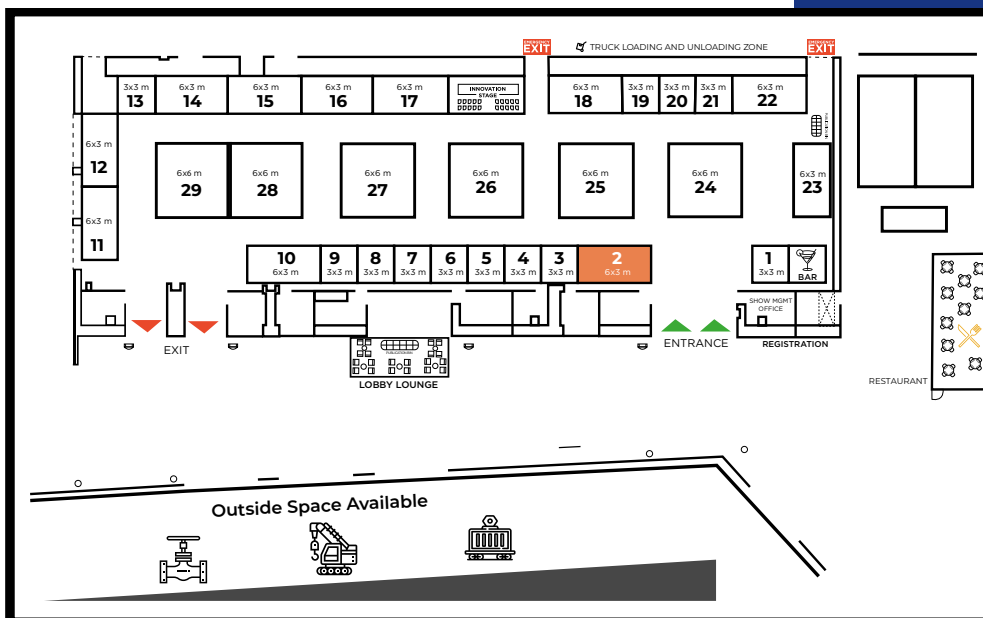 EMERGENCY
EXIT
TRUCK LOADING AND UNLOADING ZONE
EMERGENCY
EXIT
3x3 m
13
6x3 m
14
6x3 m
15
6x3 m
16
6x3 m
17
INNOVATION
STAGE
6x3 m
18
3x3 m
19
3x3 m
20
3x3 m
21
6x3 m
22
6x3 m
12
6x6 m
29
6x6 m
28
6x6 m
27
6x6 m
26
6x6 m
25
6x6 m
24
6x3 m
23
6x3 m
11
10
6x3 m
9
3x3 m
8
3x3 m
7
3x3 m
6
3x3 m
5
3x3 m
4
3x3 m
3
3x3 m
2
6x3 m
1
3x3 m
BAR
SHOW MGMT
OFFICE
EXIT
ENTRANCE
REGISTRATION
LOBBY LOUNGE
RESTAURANT
Outside Space Available